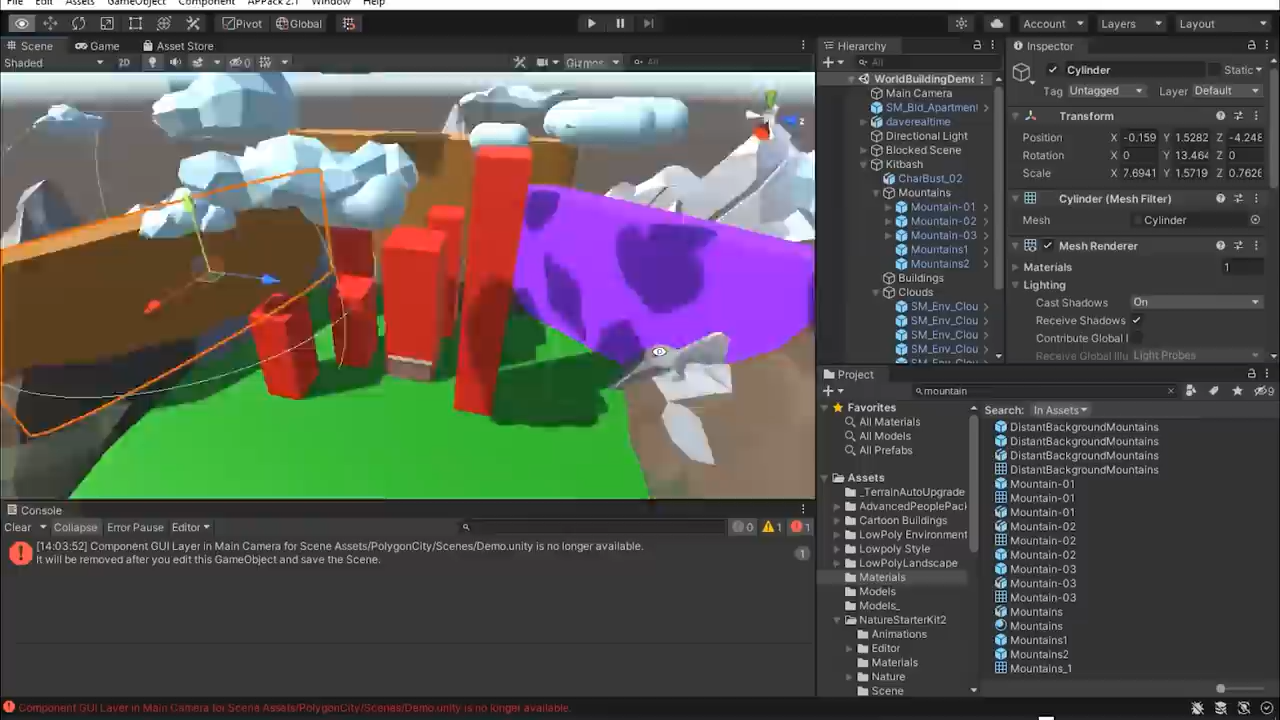 File Edit Assets GameObject Component APPack 2.1 Window Help
Pivot Global Account Layers Layout
Scene Game Asset Store
Shaded 2D 0 Gizmos All
Hierarchy
All
WorldBuildingDemo
Main Camera
SM_Bld_Apartment
daverealtime
Directional Light
Blocked Scene
Kitbash
CharBust_02
Mountains
Mountain-01
Mountain-02
Mountain-03
Mountains1
Mountains2
Buildings
Clouds
SM_Env_Clou
SM_Env_Clou
SM_Env_Clou
SM_Env_Clou
Inspector
Cylinder Static
Tag Untagged Layer Default
Transform
Position X -0.159 Y 1.5282 Z -4.248
Rotation X 0 Y 13.464 Z 0
Scale X 7.6941 Y 1.5719 Z 0.7626
Cylinder (Mesh Filter)
Mesh Cylinder
Mesh Renderer
Materials 1
Lighting
Cast Shadows On
Receive Shadows
Contribute Global I
Receive Global Illu Light Probes
Project
mountain 9
Favorites
All Materials
All Models
All Prefabs
Assets
_TerrainAutoUpgrade
AdvancedPeoplePack
Cartoon Buildings
LowPoly Environment
Lowpoly Style
LowPolyLandscape
Materials
Models
Models_
NatureStarterKit2
Animations
Editor
Materials
Nature
Scene
Search: In Assets
DistantBackgroundMountains
DistantBackgroundMountains
DistantBackgroundMountains
DistantBackgroundMountains
Mountain-01
Mountain-01
Mountain-01
Mountain-02
Mountain-02
Mountain-02
Mountain-03
Mountain-03
Mountain-03
Mountains
Mountains
Mountains1
Mountains2
Mountains_1
Console
Clear Collapse Error Pause Editor 0 1 1
[14:03:52] Component GUI Layer in Main Camera for Scene Assets/PolygonCity/Scenes/Demo.unity is no longer available.
It will be removed after you edit this GameObject and save the Scene.
1
Component GUI Layer in Main Camera for Scene Assets/PolygonCity/Scenes/Demo.unity is no longer available.